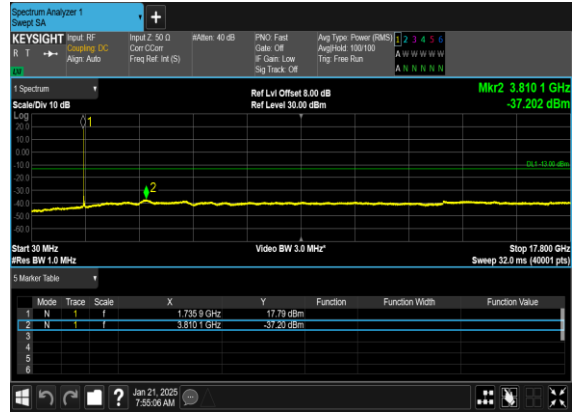 Spectrum Analyzer 1
Swept SA
+
KEYSIGHT Input: RF Input Z: 50 Ω #Atten: 40 dB PNO: Fast Avg Type: Power (RMS) 1 2 3 4 5 6
R T Coupling: DC Corr CCorr Gate: Off Avg|Hold: 100/100 A W W W W W
Align: Auto Freq Ref: Int (S) IF Gain: Low Trig: Free Run
LW Sig Track: Off A N N N N N
1 Spectrum Ref Lvl Offset 8.00 dB Mkr2 3.810 1 GHz
Scale/Div 10 dB Ref Level 30.00 dBm -37.202 dBm
Log
20.0
10.0
0.00
-10.0
-20.0
-30.0
-40.0
-50.0
-60.0
1
DL1 -13.00 dBm
2
Start 30 MHz Video BW 3.0 MHz* Stop 17.800 GHz
#Res BW 1.0 MHz Sweep 32.0 ms (40001 pts)
5 Marker Table
Mode Trace Scale X Y Function Function Width Function Value
1 N 1 f 1.735 9 GHz 17.79 dBm
2 N 1 f 3.810 1 GHz -37.20 dBm
3
4
5
6
? Jan 21, 2025
7:55:06 AM